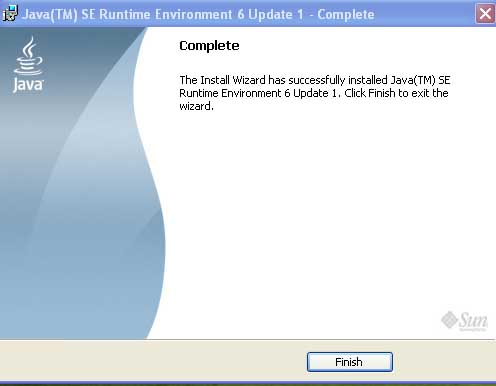 Java(TM) SE Runtime Environment 6 Update 1 - Complete
Java
Complete
The Install Wizard has successfully installed Java(TM) SE
Runtime Environment 6 Update 1. Click Finish to exit the
wizard.
Sun
Finish